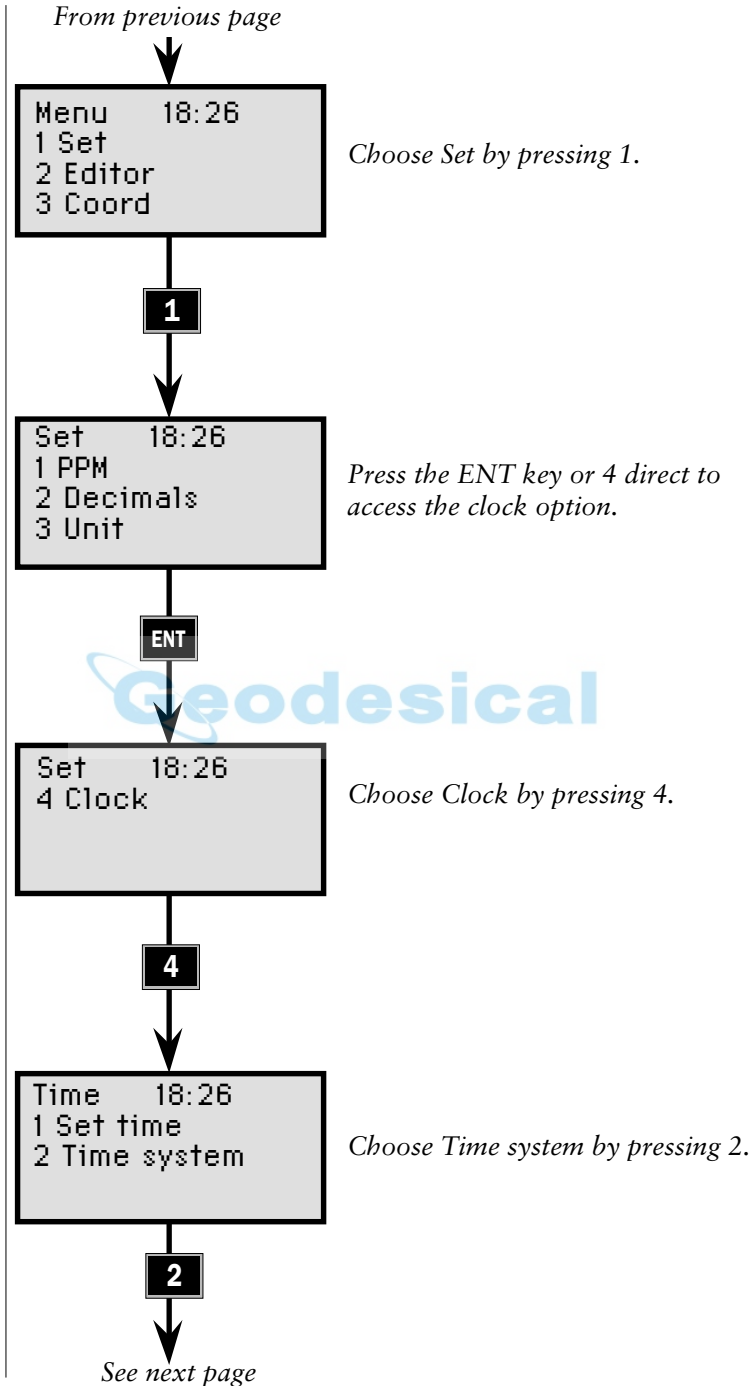 From previous page
Menu 18:26
1 Set
2 Editor
3 Coord
Choose Set by pressing 1.
1
Set 18:26
1 PPM
2 Decimals
3 Unit
Press the ENT key or 4 direct to
access the clock option.
ENT
Geodesical
Set 18:26
4 Clock
Choose Clock by pressing 4.
4
Time 18:26
1 Set time
2 Time system
Choose Time system by pressing 2.
2
See next page